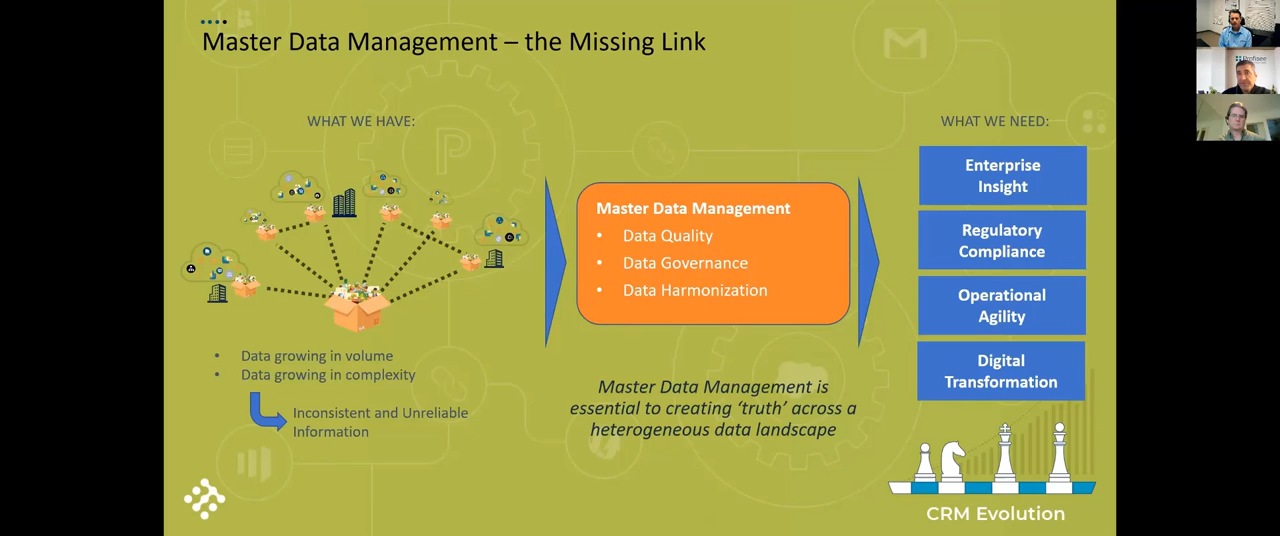 Master Data Management – the Missing Link
WHAT WE HAVE:
Data growing in volume
Data growing in complexity
Inconsistent and Unreliable
Information
Master Data Management
• Data Quality
• Data Governance
• Data Harmonization
Master Data Management is
essential to creating ‘truth’ across a
heterogeneous data landscape
WHAT WE NEED:
Enterprise
Insight
Regulatory
Compliance
Operational
Agility
Digital
Transformation
CRM Evolution
Profisee